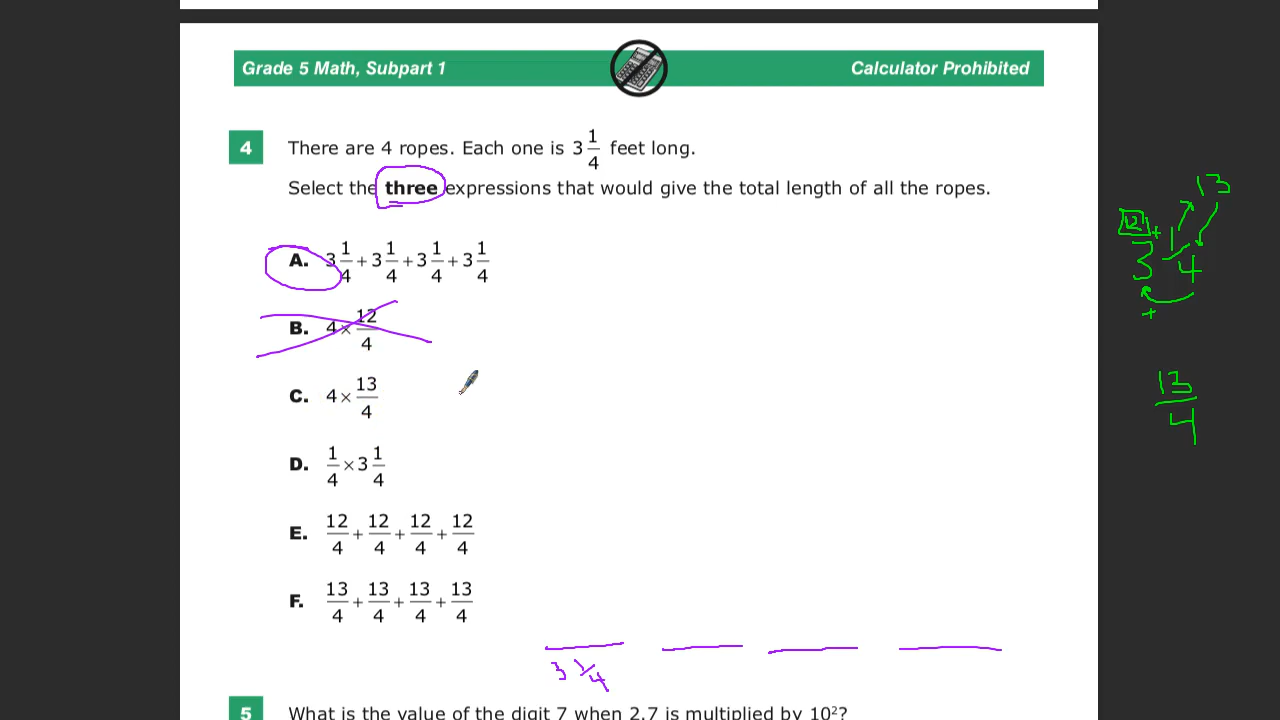 Grade 5 Math, Subpart 1
Calculator Prohibited
4
There are 4 ropes. Each one is 3 1/4 feet long.
Select the three expressions that would give the total length of all the ropes.
A. 3 1/4 + 3 1/4 + 3 1/4 + 3 1/4
B. 4 × 12/4
C. 4 × 13/4
D. 1/4 × 3 1/4
E. 12/4 + 12/4 + 12/4 + 12/4
F. 13/4 + 13/4 + 13/4 + 13/4
3 1/4
5
What is the value of the digit 7 when 2.7 is multiplied by 10²?
13
12 +
3 1/4
+
13/4